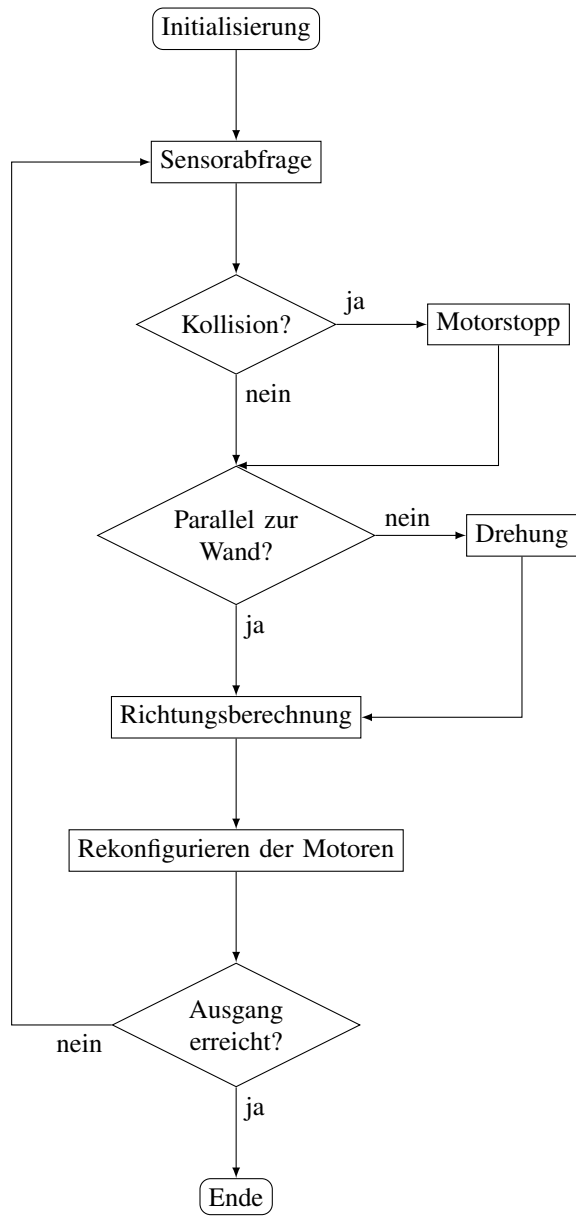 Initialisierung
Sensorabfrage
Kollision?
ja
Motorstopp
nein
Parallel zur
Wand?
nein
Drehung
ja
Richtungsberechnung
Rekonfigurieren der Motoren
Ausgang
erreicht?
nein
ja
Ende